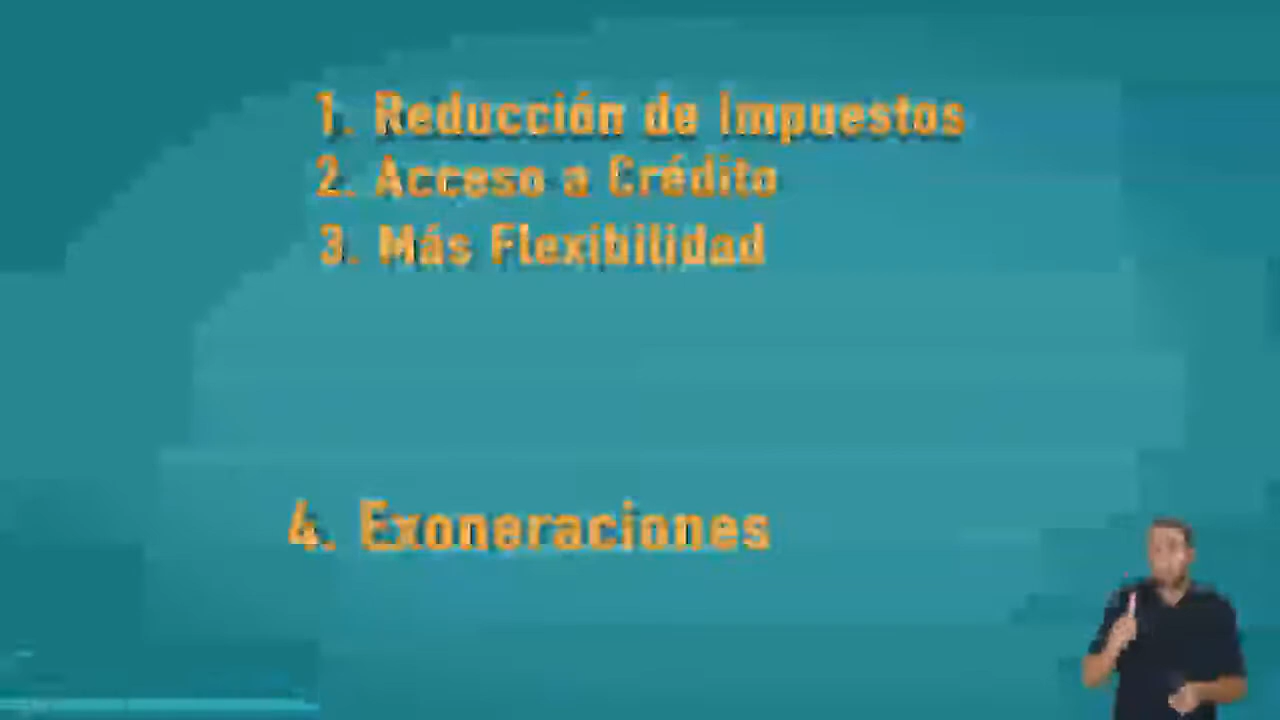 1. Reducción de Impuestos
2. Acceso a Crédito
3. Más Flexibilidad
4. Exoneraciones